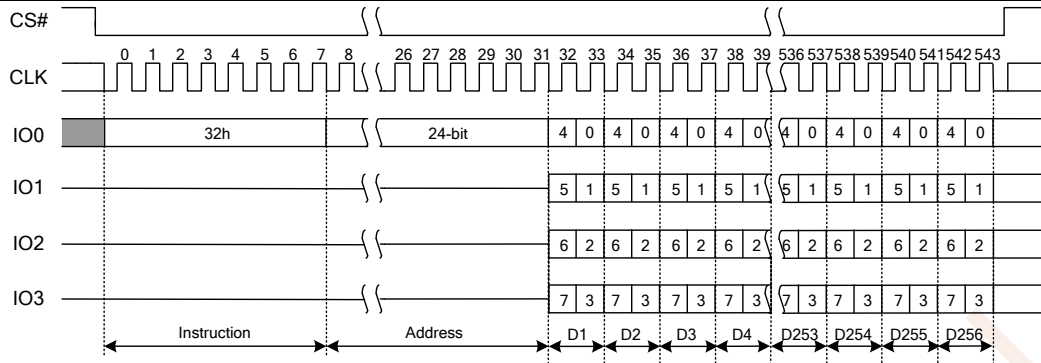 CS#
0 1 2 3 4 5 6 7 8 26 27 28 29 30 31 32 33 34 35 36 37 38 39 536 537 538 539 540 541 542 543
CLK
IO0 32h 24-bit 4 0 4 0 4 0 4 0 4 0 4 0 4 0 4 0
IO1 5 1 5 1 5 1 5 1 5 1 5 1 5 1 5 1
IO2 6 2 6 2 6 2 6 2 6 2 6 2 6 2 6 2
IO3 7 3 7 3 7 3 7 3 7 3 7 3 7 3 7 3
Instruction Address D1 D2 D3 D4 D253 D254 D255 D256